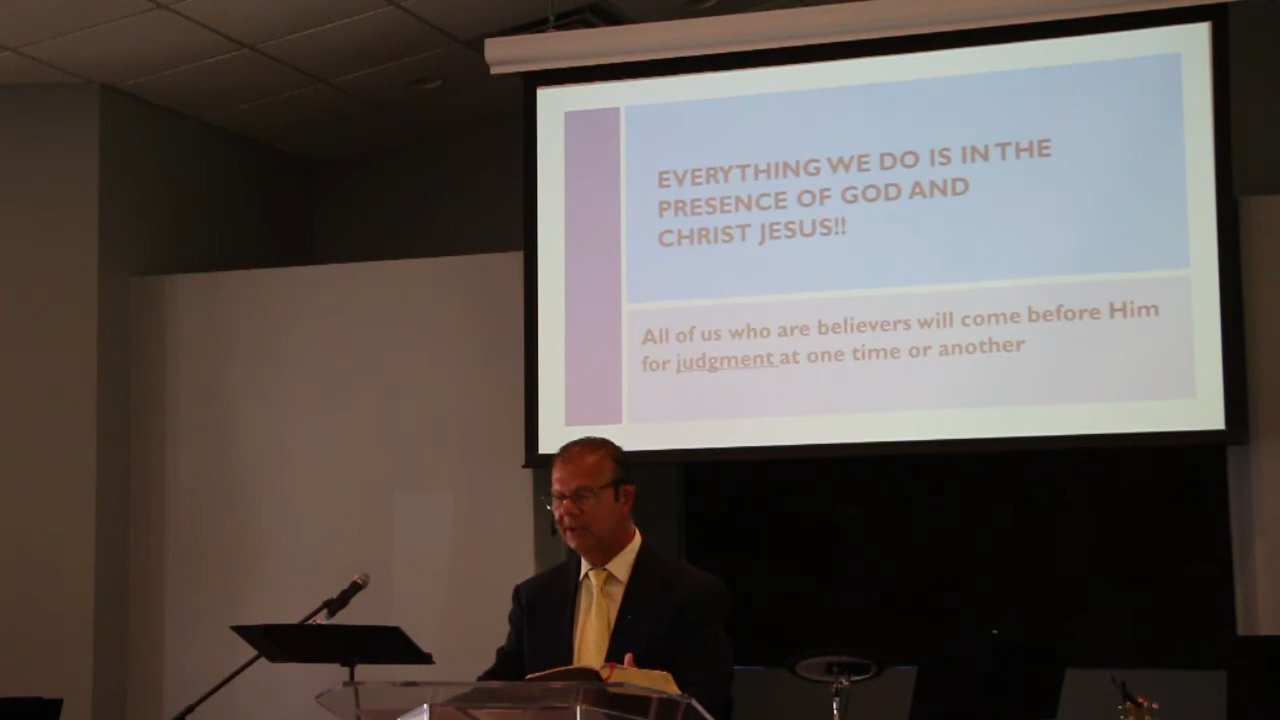 EVERYTHING WE DO IS IN THE
PRESENCE OF GOD AND
CHRIST JESUS!!
All of us who are believers will come before Him
for judgment at one time or another